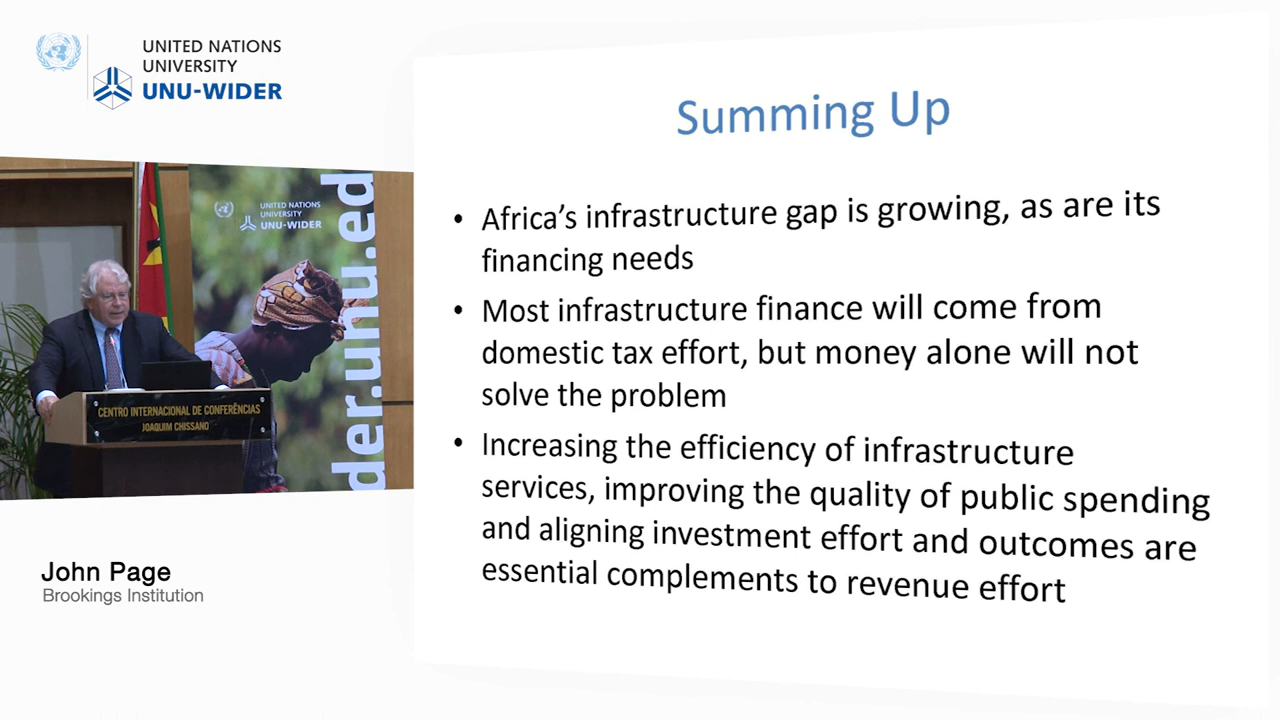 UNITED NATIONS
UNIVERSITY
UNU-WIDER
UNITED NATIONS
UNIVERSITY
UNU-WIDER
der.unu.ed
CENTRO INTERNACIONAL DE CONFERÊNCIAS
JOAQUIM CHISSANO
John Page
Brookings Institution
Summing Up
• Africa's infrastructure gap is growing, as are its
financing needs
• Most infrastructure finance will come from
domestic tax effort, but money alone will not
solve the problem
• Increasing the efficiency of infrastructure
services, improving the quality of public spending
and aligning investment effort and outcomes are
essential complements to revenue effort